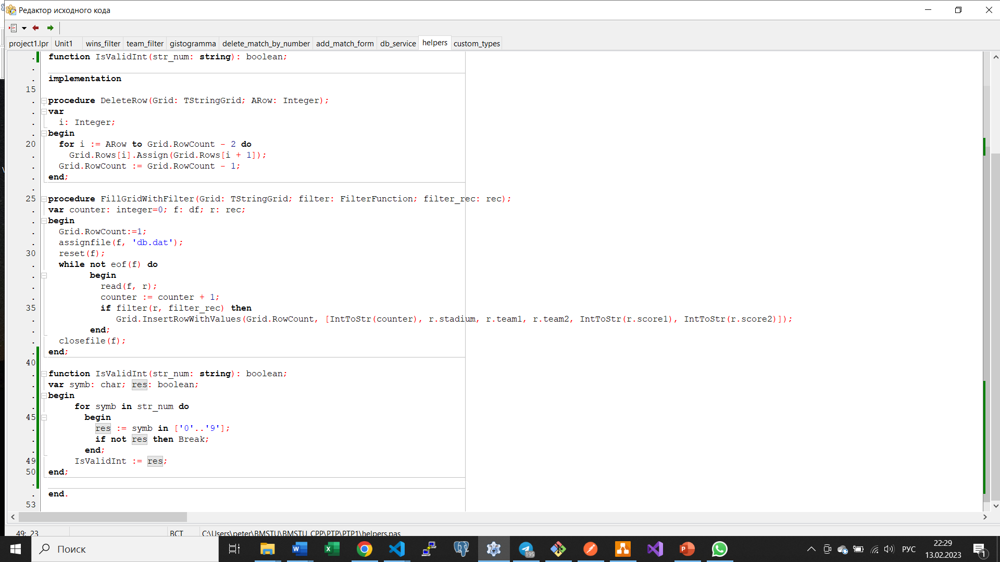 Редактор исходного кода
project1.lpr Unit1 wins_filter team_filter gistogramma delete_match_by_number add_match_form db_service helpers custom_types
. function IsValidInt(str_num: string): boolean;
.
. implementation
15
. procedure DeleteRow(Grid: TStringGrid; ARow: Integer);
. var
. i: Integer;
. begin
20 for i := ARow to Grid.RowCount - 2 do
. Grid.Rows[i].Assign(Grid.Rows[i + 1]);
. Grid.RowCount := Grid.RowCount - 1;
. end;
.
25 procedure FillGridWithFilter(Grid: TStringGrid; filter: FilterFunction; filter_rec: rec);
. var counter: integer=0; f: df; r: rec;
. begin
. Grid.RowCount:=1;
. assignfile(f, 'db.dat');
30 reset(f);
. while not eof(f) do
. begin
. read(f, r);
. counter := counter + 1;
35 if filter(r, filter_rec) then
. Grid.InsertRowWithValues(Grid.RowCount, [IntToStr(counter), r.stadium, r.team1, r.team2, IntToStr(r.score1), IntToStr(r.score2)]);
. end;
. closefile(f);
. end;
40
. function IsValidInt(str_num: string): boolean;
. var symb: char; res: boolean;
. begin
. for symb in str_num do
45 begin
. res := symb in ['0'..'9'];
. if not res then Break;
. end;
49 IsValidInt := res;
50 end;
.
. end.
53
49: 23 ВСТ C:\Users\peter\BMSTU\BMSTU_CPP\PTP\PTP1\helpers.pas
Поиск
195
РУС
22:29
13.02.2023
1